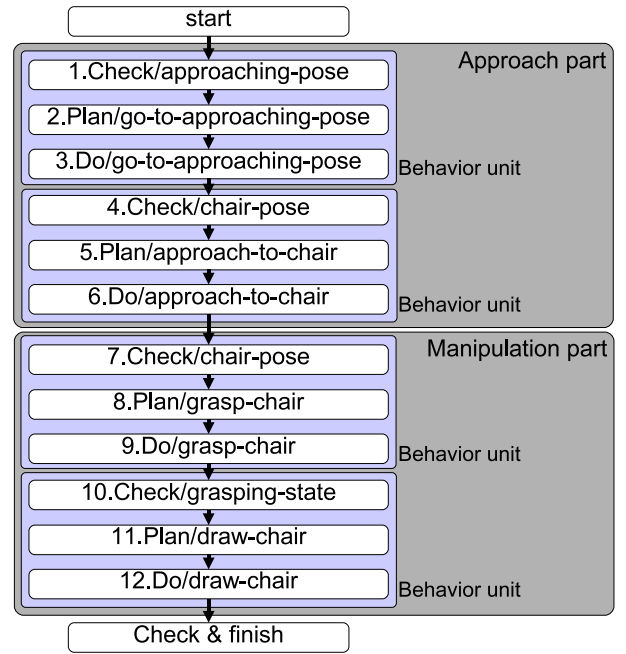 start
Approach part
1.Check/approaching-pose
2.Plan/go-to-approaching-pose
3.Do/go-to-approaching-pose
Behavior unit
4.Check/chair-pose
5.Plan/approach-to-chair
6.Do/approach-to-chair
Behavior unit
Manipulation part
7.Check/chair-pose
8.Plan/grasp-chair
9.Do/grasp-chair
Behavior unit
10.Check/grasping-state
11.Plan/draw-chair
12.Do/draw-chair
Behavior unit
Check & finish